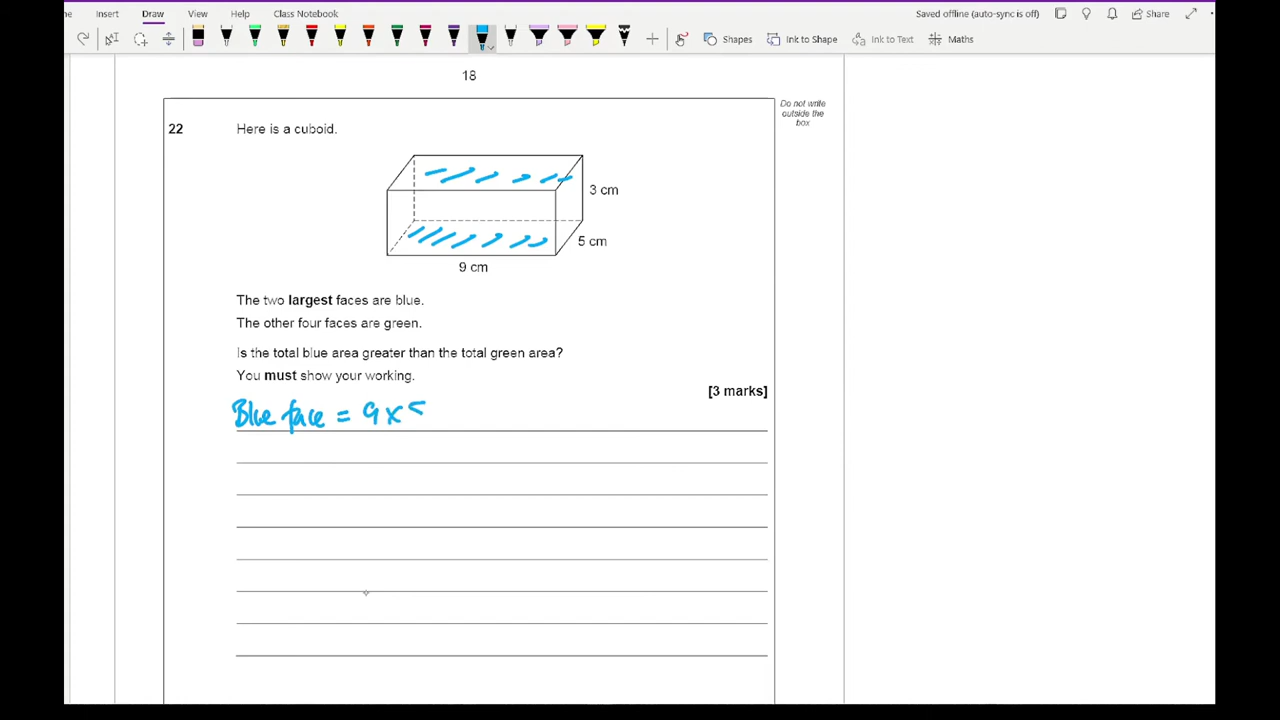 Insert Draw View Help Class Notebook Saved offline (auto-sync is off) Share
Shapes Ink to Shape Ink to Text Maths
18
Do not write
outside the
box
22 Here is a cuboid.
3 cm
5 cm
9 cm
The two largest faces are blue.
The other four faces are green.
Is the total blue area greater than the total green area?
You must show your working.
[3 marks]
Blue face = 9 x 5